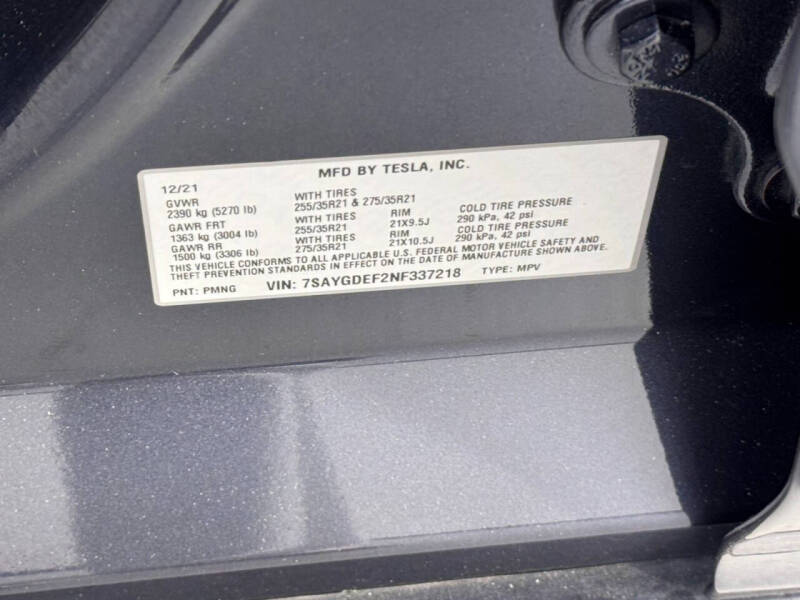 MFD BY TESLA, INC.
12/21
GVWR WITH TIRES
2390 kg (5270 lb) 255/35R21 & 275/35R21
GAWR FRT WITH TIRES RIM COLD TIRE PRESSURE
1363 kg (3004 lb) 255/35R21 21X9.5J 290 kPa, 42 psi
GAWR RR WITH TIRES RIM COLD TIRE PRESSURE
1500 kg (3306 lb) 275/35R21 21X10.5J 290 kPa, 42 psi
THIS VEHICLE CONFORMS TO ALL APPLICABLE U.S. FEDERAL MOTOR VEHICLE SAFETY AND
THEFT PREVENTION STANDARDS IN EFFECT ON THE DATE OF MANUFACTURE SHOWN ABOVE.
PNT: PMNG VIN: 7SAYGDEF2NF337218 TYPE: MPV